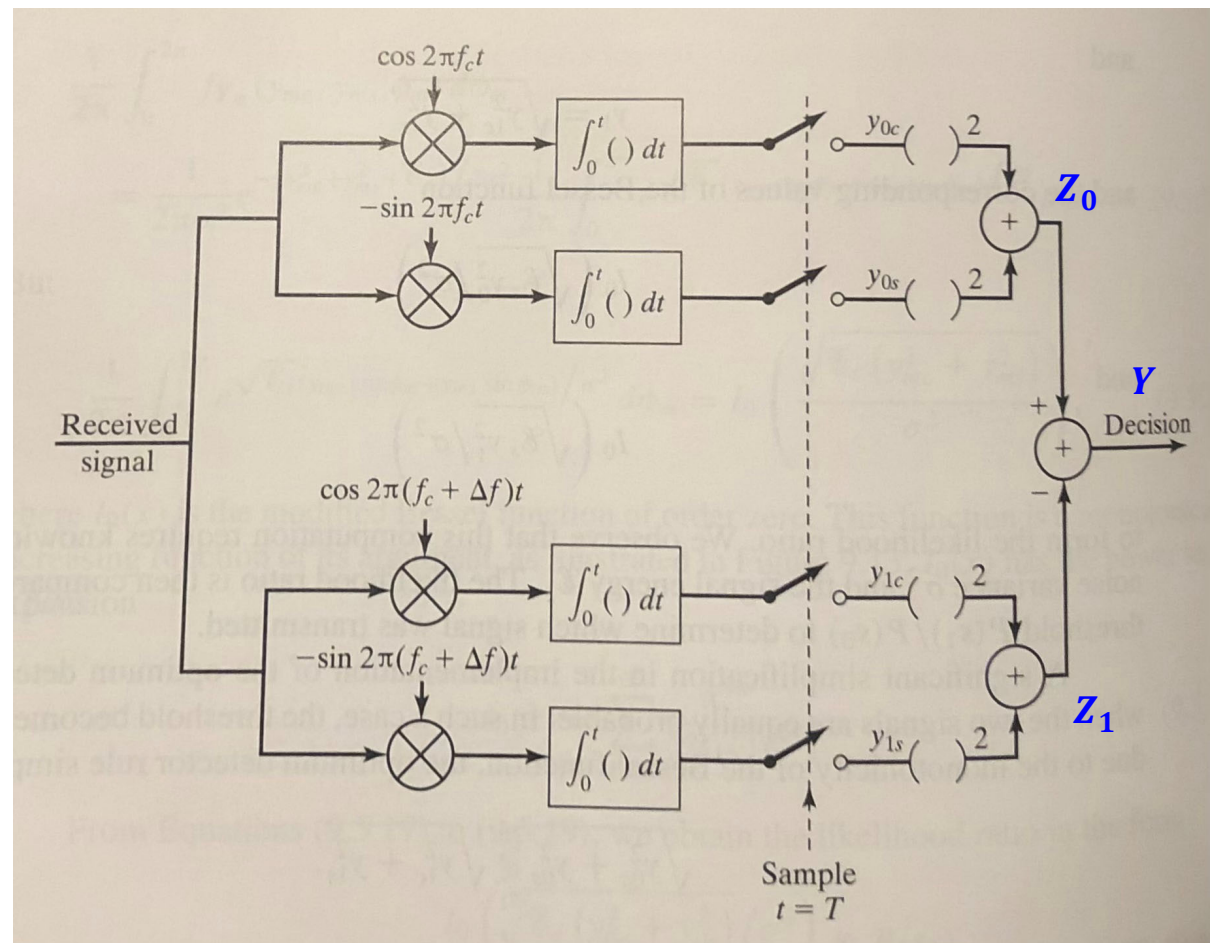 cos 2πf_c t
∫_0^t ( ) dt
y_0c ( )^2
Z_0
+
−sin 2πf_c t
∫_0^t ( ) dt
y_0s ( )^2
Y
+
Received
signal
+
Decision
−
cos 2π(f_c + Δf)t
∫_0^t ( ) dt
y_1c ( )^2
+
−sin 2π(f_c + Δf)t
Z_1
∫_0^t ( ) dt
y_1s ( )^2
Sample
t = T